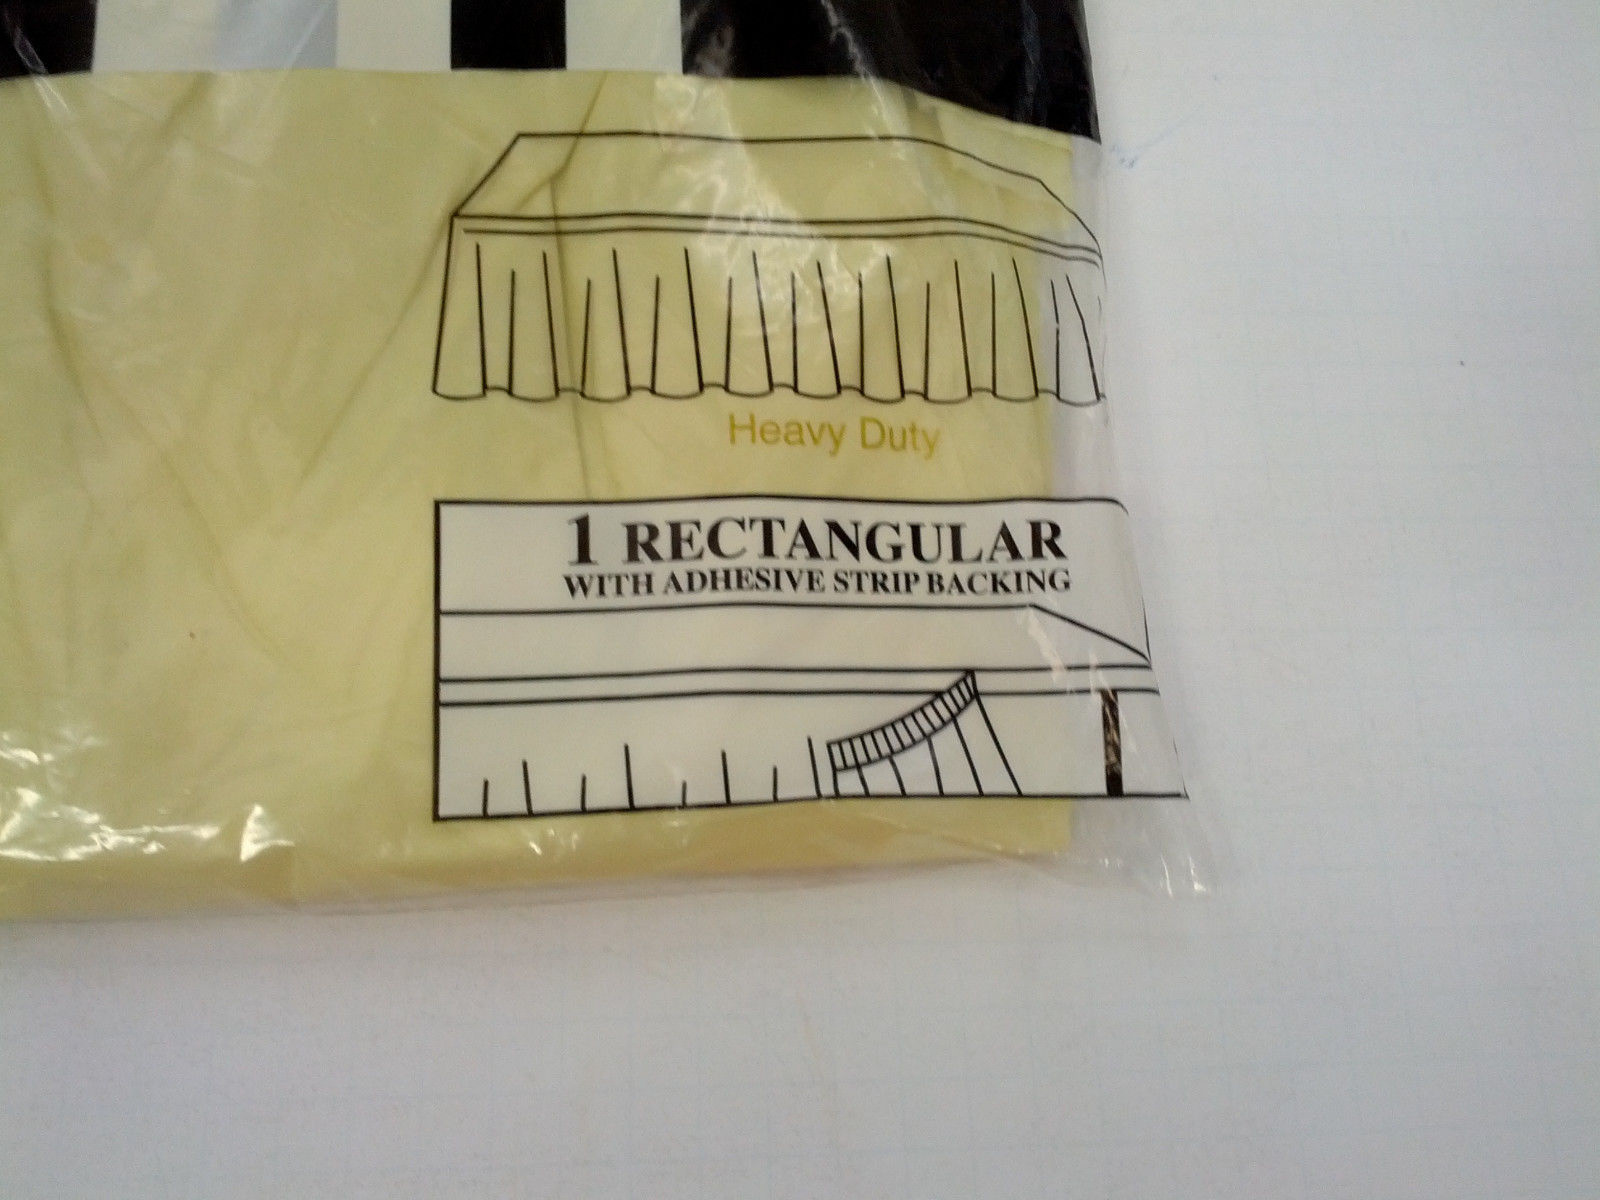 Heavy Duty
1 RECTANGULAR
WITH ADHESIVE STRIP BACKING